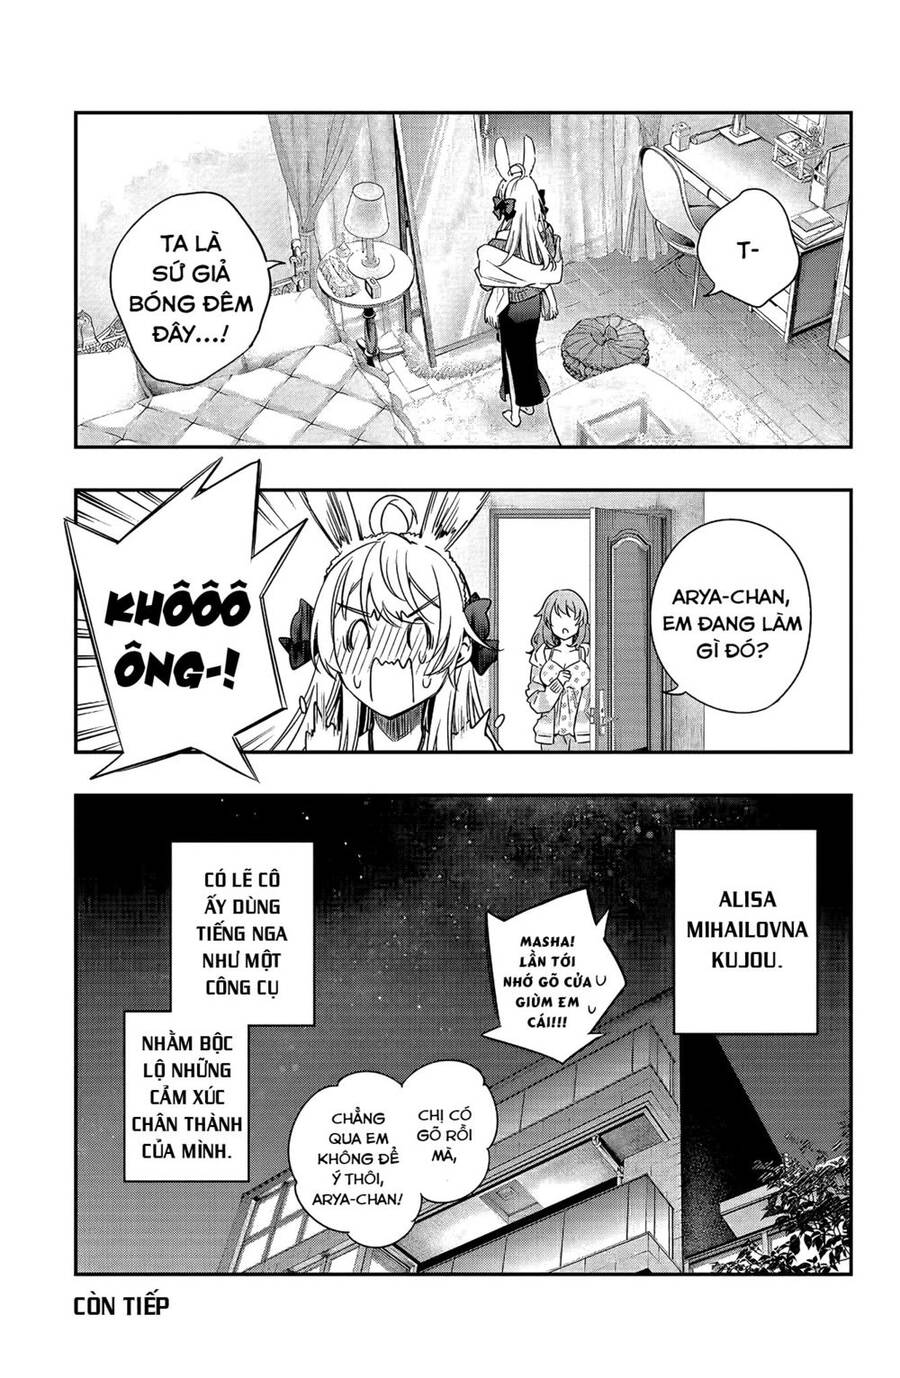 T-
TA LÀ
SỨ GIẢ
BÓNG ĐÊM
ĐÂY...!
ARYA-CHAN,
EM ĐANG LÀM
GÌ ĐÓ?
KHÔÔÔ
ÔNG-!
ALISA
MIHAILOVNA
KUJOU.
MASHA!
LẦN TỚI
NHỚ GÕ CỬA
GIÙM EM
CÁI!!!
CHỊ CÓ
GÕ RỒI
MÀ,
CHẲNG
QUA EM
KHÔNG ĐỂ
Ý THÔI,
ARYA-CHAN!
CÓ LẼ CÔ
ẤY DÙNG
TIẾNG NGA
NHƯ MỘT
CÔNG CỤ
NHẰM BỘC
LỘ NHỮNG
CẢM XÚC
CHÂN THÀNH
CỦA MÌNH.
CÒN TIẾP